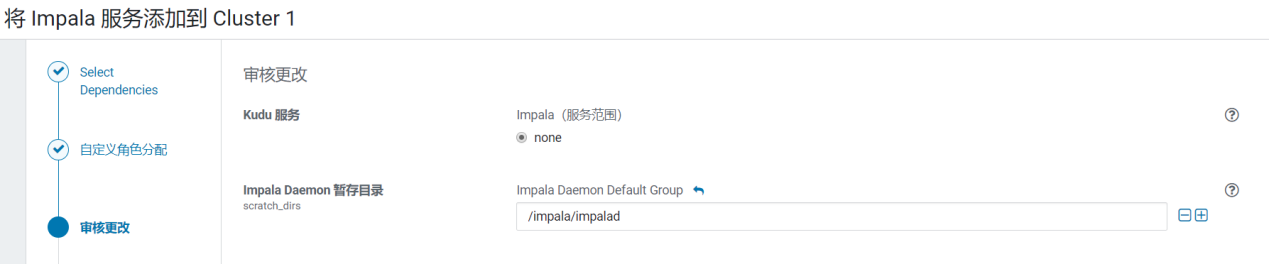 将 Impala 服务添加到 Cluster 1
Select
Dependencies
自定义角色分配
审核更改
审核更改
Kudu 服务
Impala（服务范围）
none
Impala Daemon 暂存目录
scratch_dirs
Impala Daemon Default Group
/impala/impalad